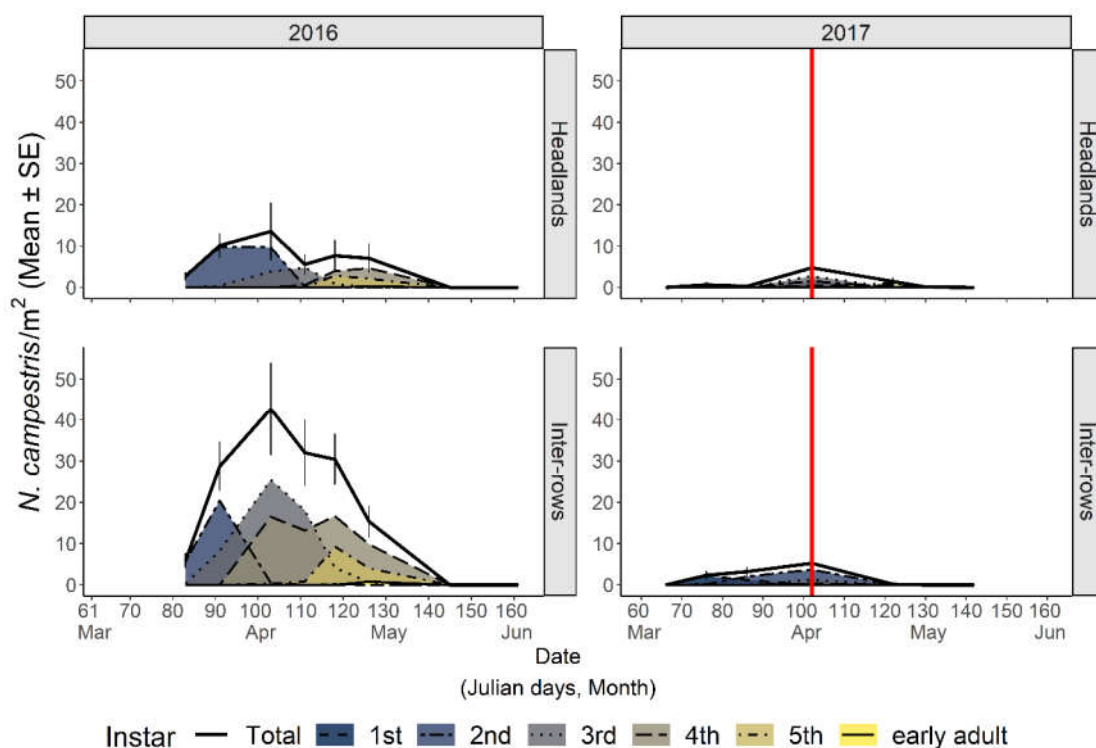 2016
2017
50
40
30
20
10
0
Headlands
50
40
30
20
10
0
Headlands
N. campestris/m² (Mean ± SE)
50
40
30
20
10
0
Inter-rows
50
40
30
20
10
0
Inter-rows
61 70 80 90 100 110 120 130 140 150 160
Mar Apr May Jun
60 70 80 90 100 110 120 130 140 150 160
Mar Apr May Jun
Date
(Julian days, Month)
Instar Total 1st 2nd 3rd 4th 5th early adult